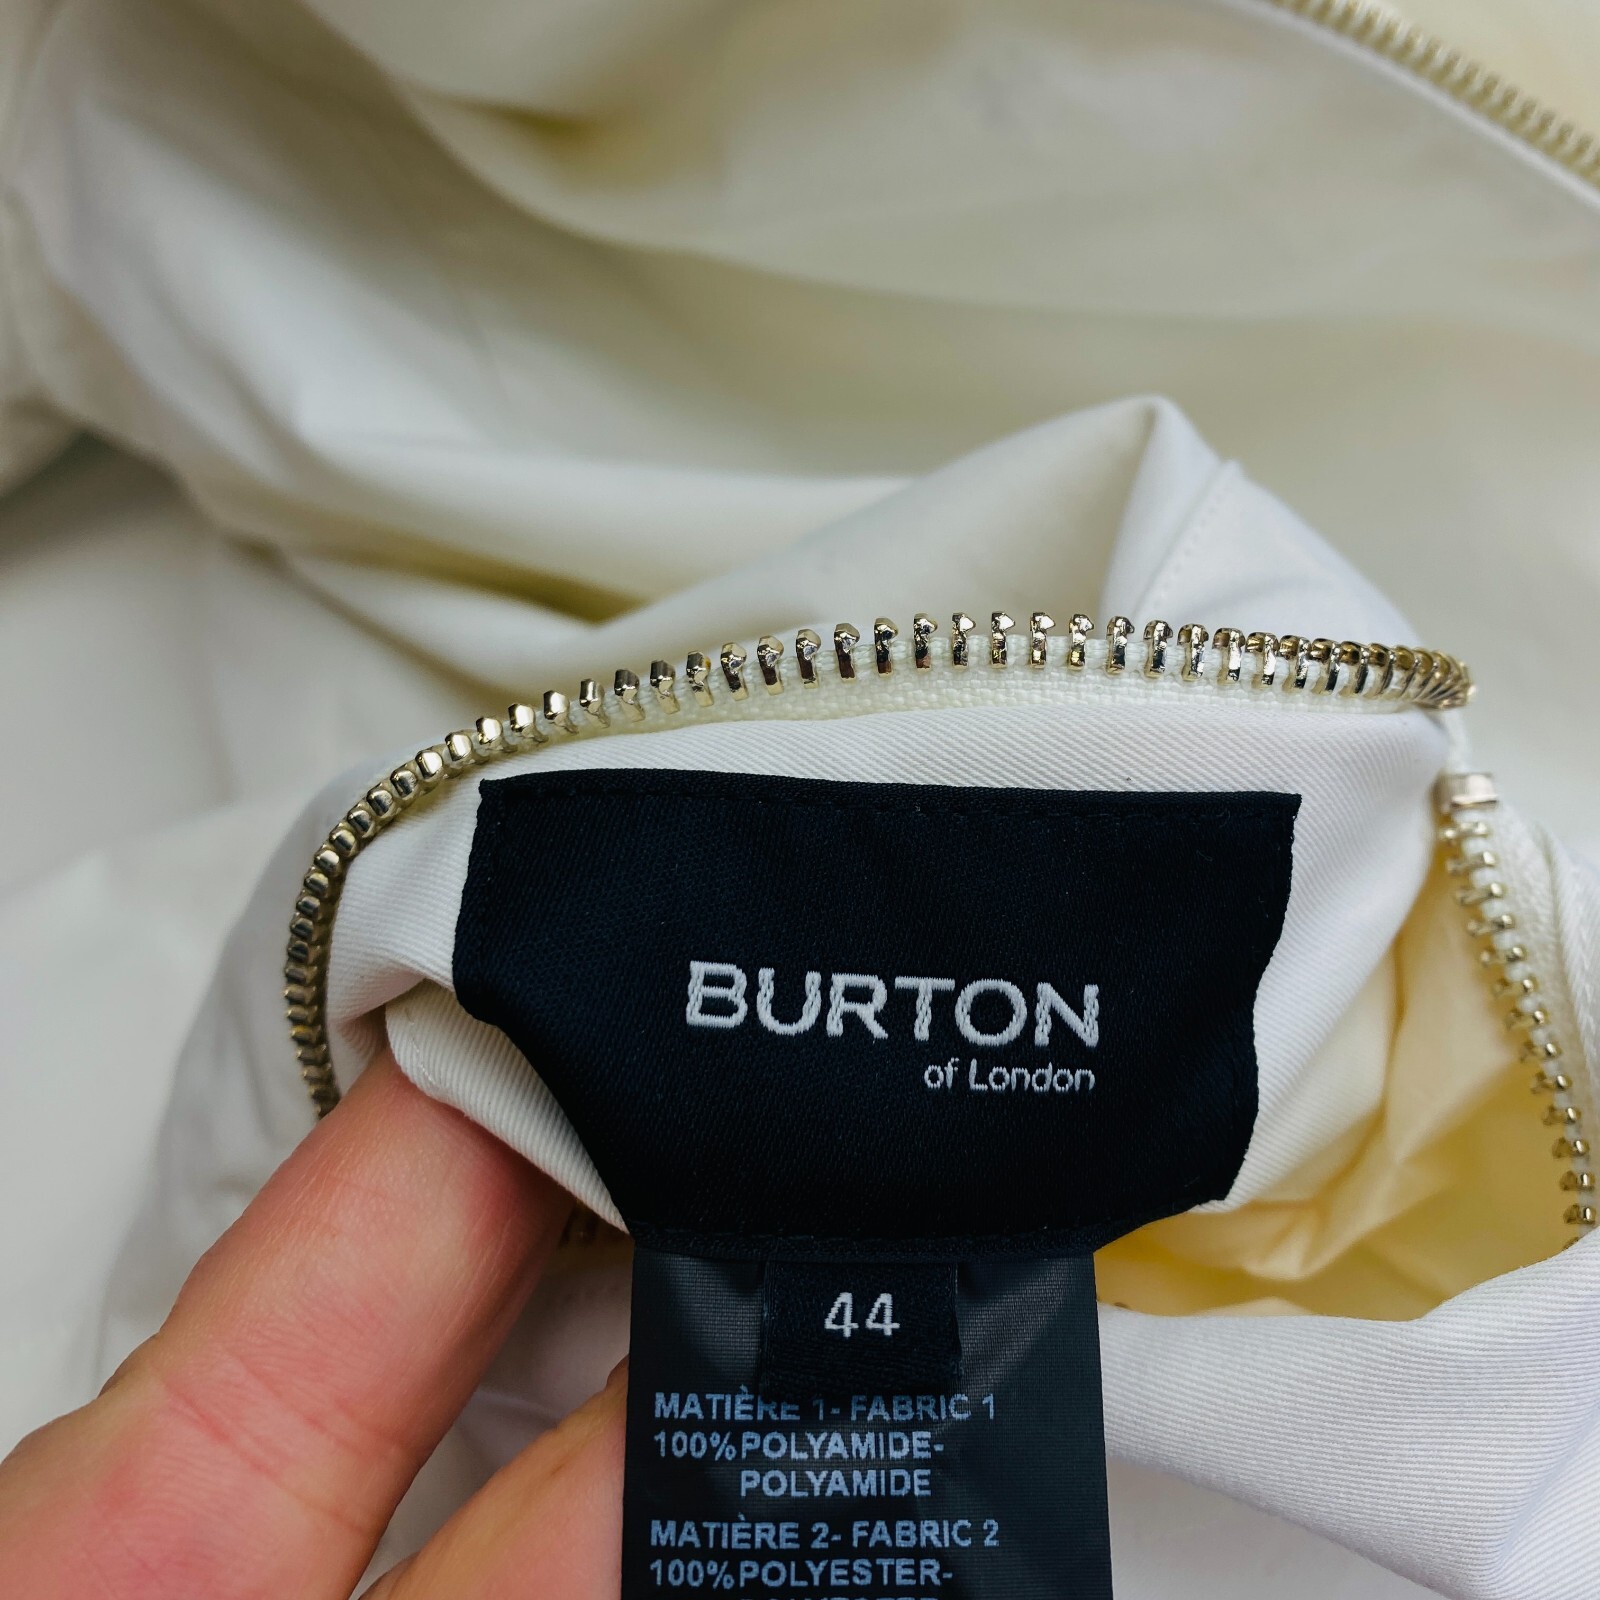 BURTON
of London
44
MATIÈRE 1- FABRIC 1
100%POLYAMIDE-
POLYAMIDE
MATIÈRE 2- FABRIC 2
100%POLYESTER-